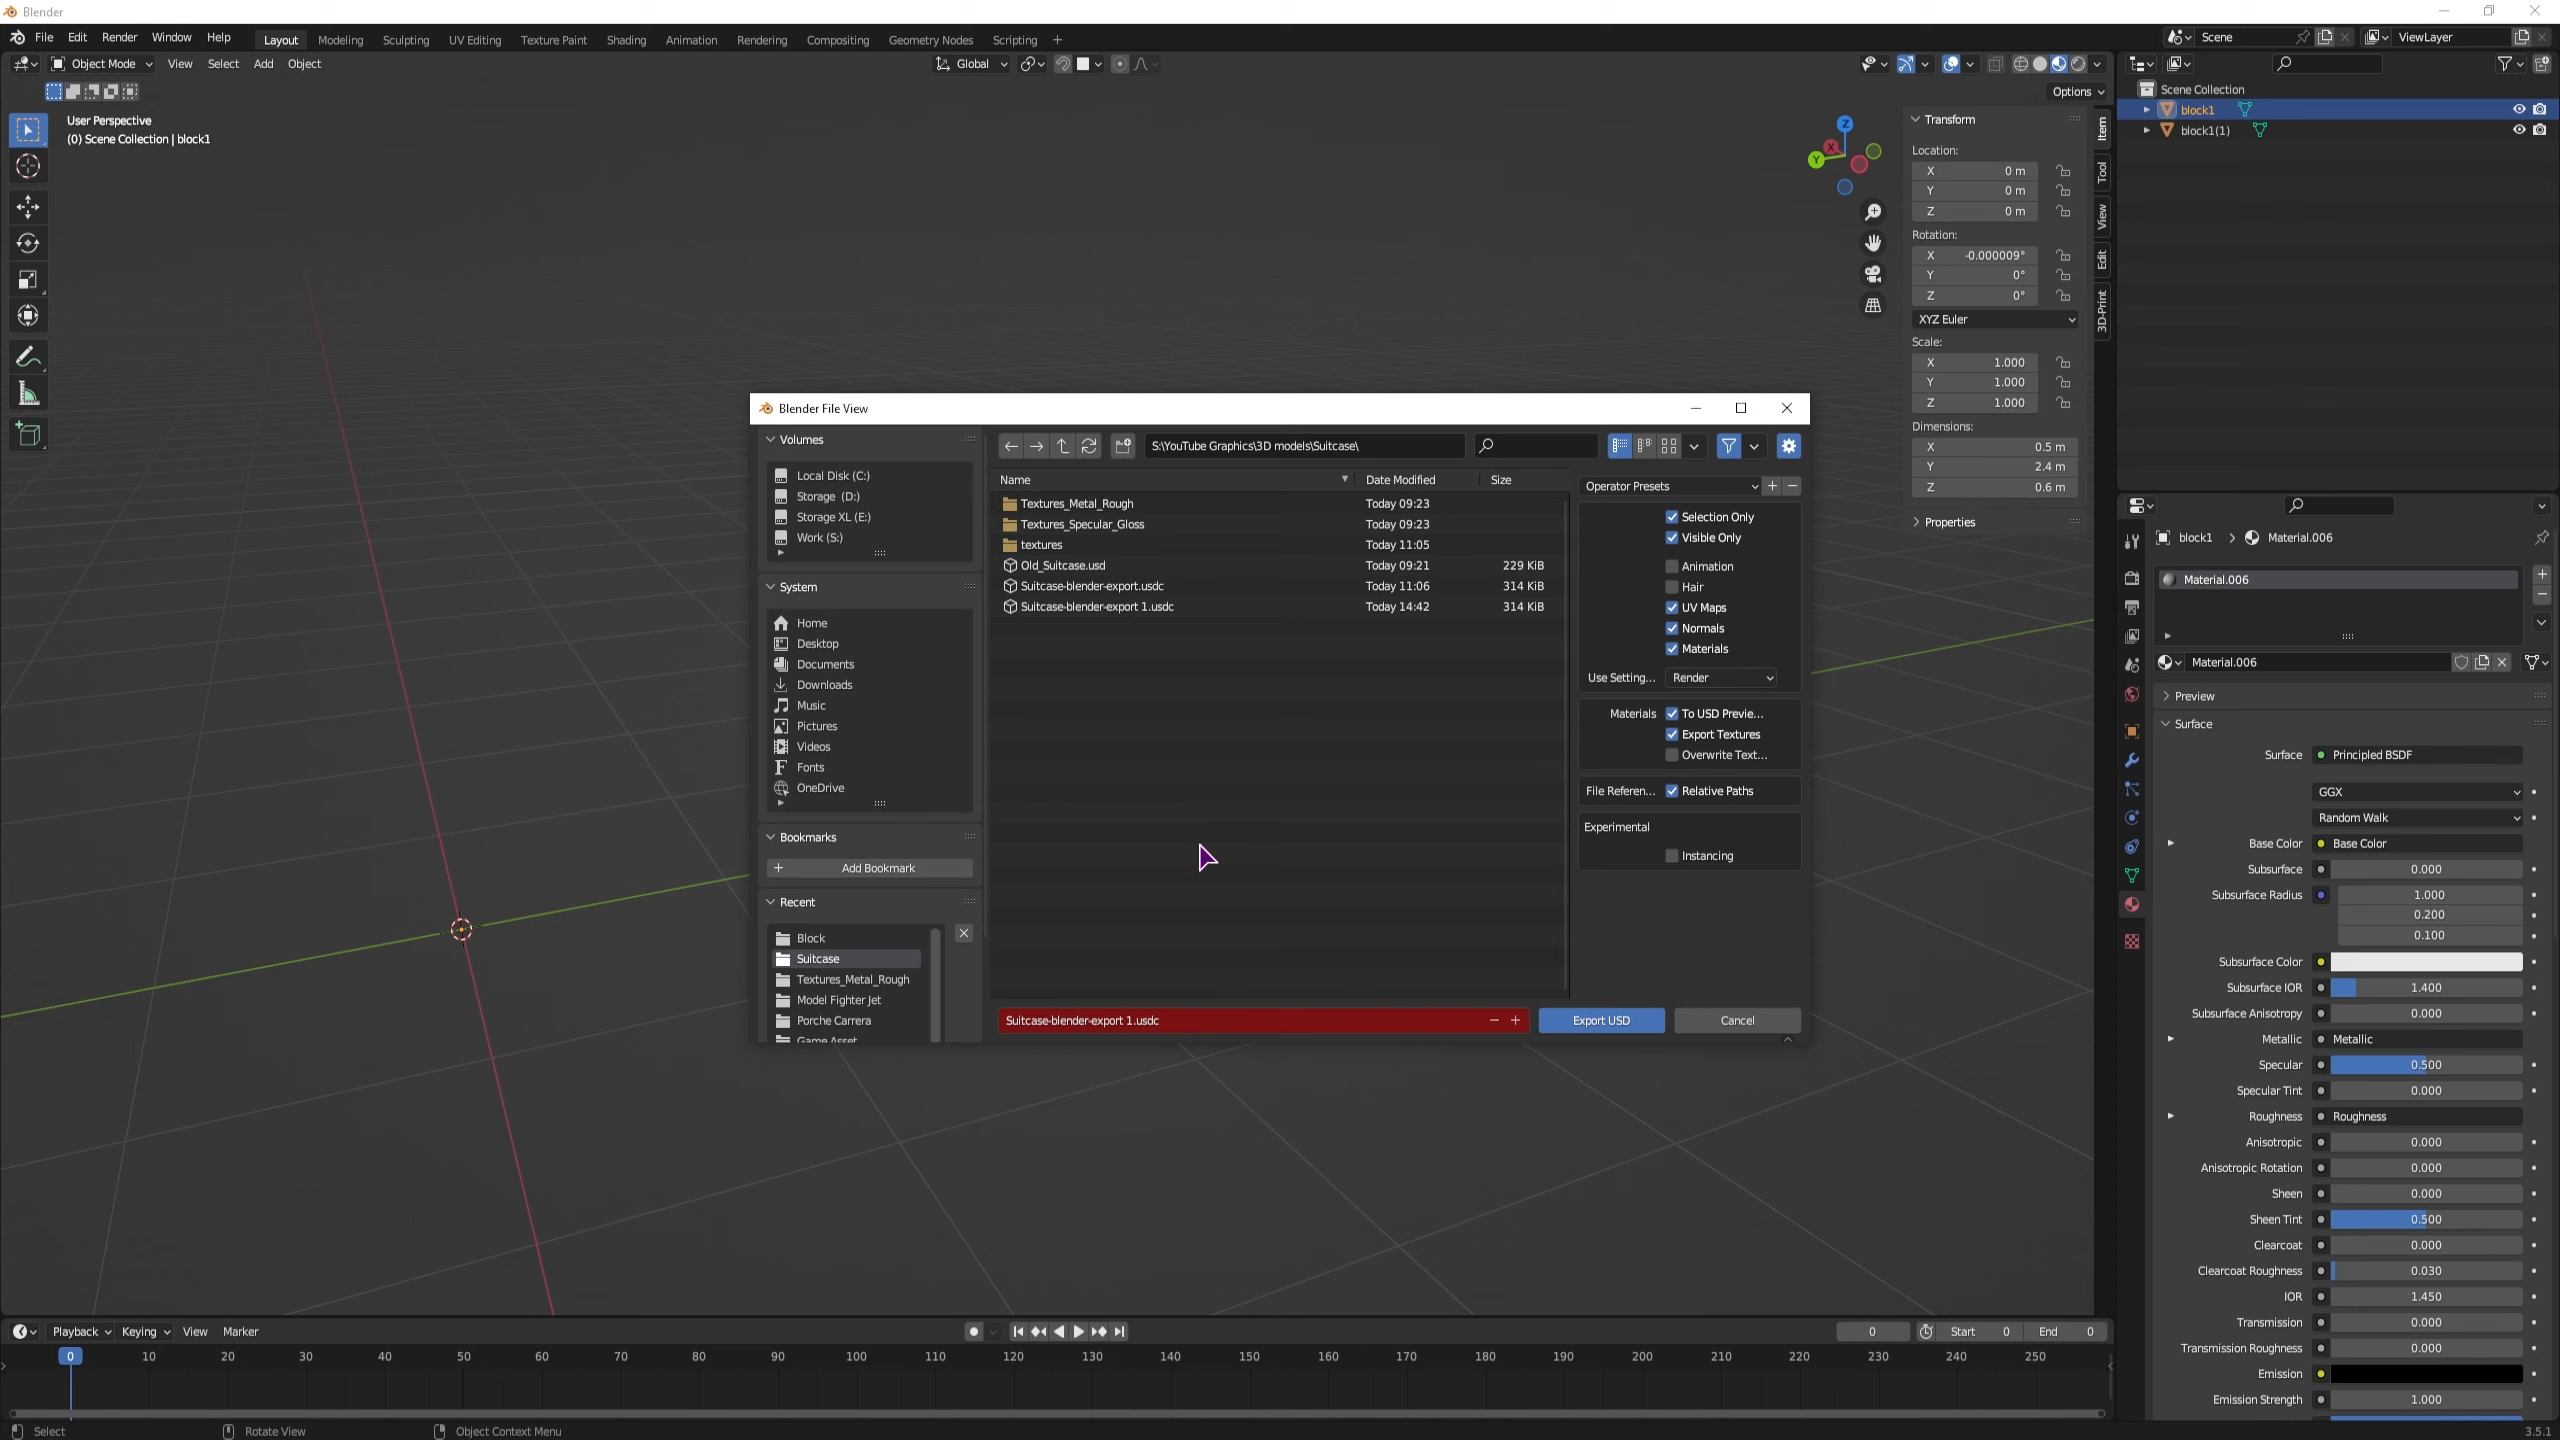 Blender
File Edit Render Window Help Layout Modeling Sculpting UV Editing Texture Paint Shading Animation Rendering Compositing Geometry Nodes Scripting +
Scene ViewLayer
Object Mode View Select Add Object Global
Options
User Perspective
(0) Scene Collection | block1
Z
X
Y
Transform
Location:
X 0 m
Y 0 m
Z 0 m
Rotation:
X -0.000009°
Y 0°
Z 0°
XYZ Euler
Scale:
X 1.000
Y 1.000
Z 1.000
Dimensions:
X 0.5 m
Y 2.4 m
Z 0.6 m
Properties
Item
Tool
View
Edit
3D-Print
Scene Collection
block1
block1(1)
Blender File View
Volumes
Local Disk (C:)
Storage (D:)
Storage XL (E:)
Work (S:)
System
Home
Desktop
Documents
Downloads
Music
Pictures
Videos
Fonts
OneDrive
Bookmarks
Add Bookmark
Recent
Block
Suitcase
Textures_Metal_Rough
Model Fighter Jet
Porche Carrera
Game Asset
S:\YouTube Graphics\3D models\Suitcase\
Name Date Modified Size
Textures_Metal_Rough Today 09:23
Textures_Specular_Gloss Today 09:23
textures Today 11:05
Old_Suitcase.usd Today 09:21 229 KiB
Suitcase-blender-export.usdc Today 11:06 314 KiB
Suitcase-blender-export 1.usdc Today 14:42 314 KiB
Operator Presets
Selection Only
Visible Only
Animation
Hair
UV Maps
Normals
Materials
Use Setting... Render
Materials To USD Previe...
Export Textures
Overwrite Text...
File Referen... Relative Paths
Experimental
Instancing
Suitcase-blender-export 1.usdc
Export USD Cancel
block1 > Material.006
Material.006
Material.006
Preview
Surface
Surface Principled BSDF
GGX
Random Walk
Base Color Base Color
Subsurface 0.000
Subsurface Radius 1.000
0.200
0.100
Subsurface Color
Subsurface IOR 1.400
Subsurface Anisotropy 0.000
Metallic Metallic
Specular 0.500
Specular Tint 0.000
Roughness Roughness
Anisotropic 0.000
Anisotropic Rotation 0.000
Sheen 0.000
Sheen Tint 0.500
Clearcoat 0.000
Clearcoat Roughness 0.030
IOR 1.450
Transmission 0.000
Transmission Roughness 0.000
Emission
Emission Strength 1.000
Playback Keying View Marker 0 Start 0 End 0
0 10 20 30 40 50 60 70 80 90 100 110 120 130 140 150 160 170 180 190 200 210 220 230 240 250
Select Rotate View Object Context Menu 3.5.1